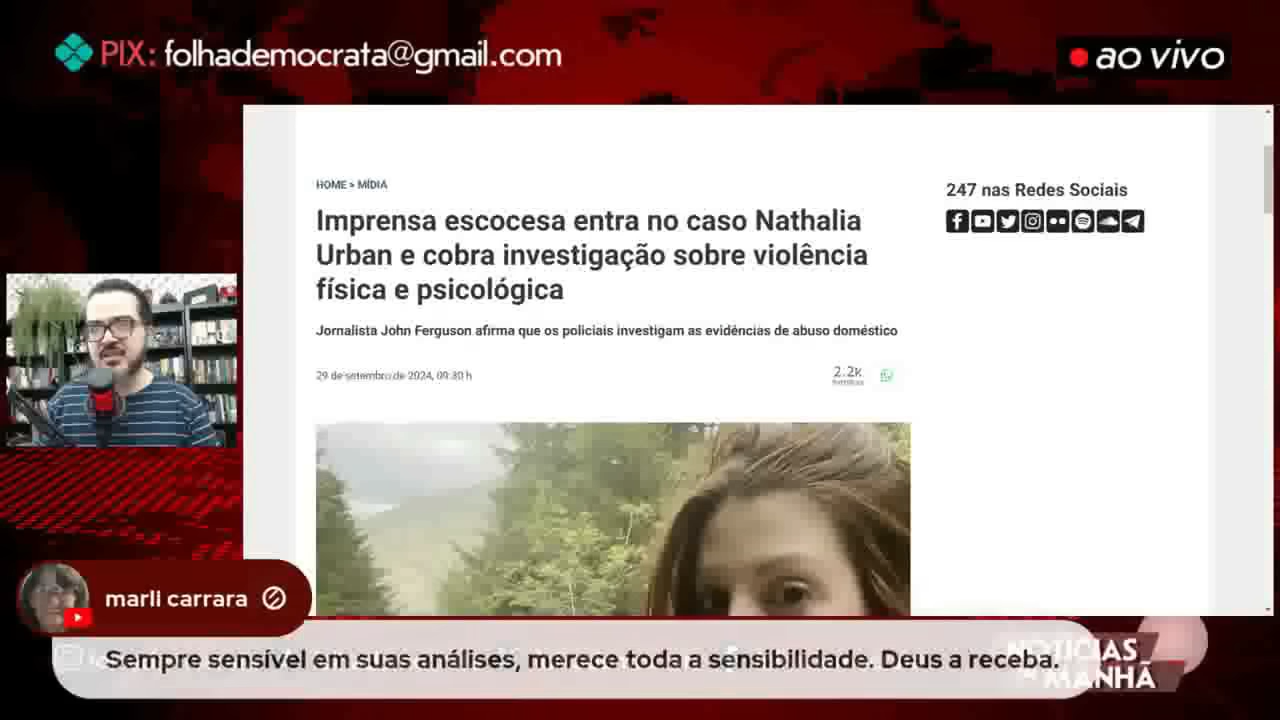 PIX: folhademocrata@gmail.com
ao vivo
HOME > MÍDIA
Imprensa escocesa entra no caso Nathalia
Urban e cobra investigação sobre violência
física e psicológica
Jornalista John Ferguson afirma que os policiais investigam as evidências de abuso doméstico
29 de setembro de 2024, 09:30 h
2.2K
247 nas Redes Sociais
marli carrara
Sempre sensível em suas análises, merece toda a sensibilidade. Deus a receba.
NOTÍCIAS
MANHÃ